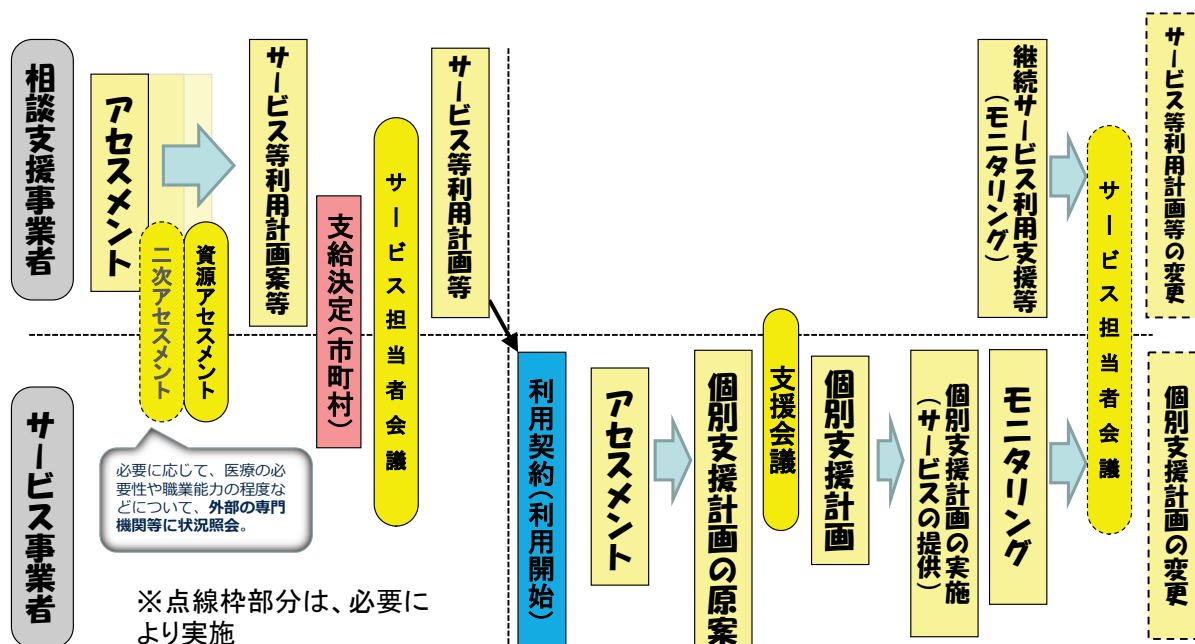 相談支援事業者
アセスメント
二次アセスメント
資源アセスメント
サービス等利用計画案等
支給決定(市町村)
サービス担当者会議
サービス等利用計画等
継続サービス利用支援等
(モニタリング)
サービス担当者会議
サービス等利用計画等の変更
サービス事業者
必要に応じて、医療の必
要性や職業能力の程度な
どについて、外部の専門
機関等に状況照会。
※点線枠部分は、必要に
より実施
利用契約(利用開始)
アセスメント
個別支援計画の原案
支援会議
個別支援計画
個別支援計画の実施
(サービスの提供)
モニタリング
個別支援計画の変更